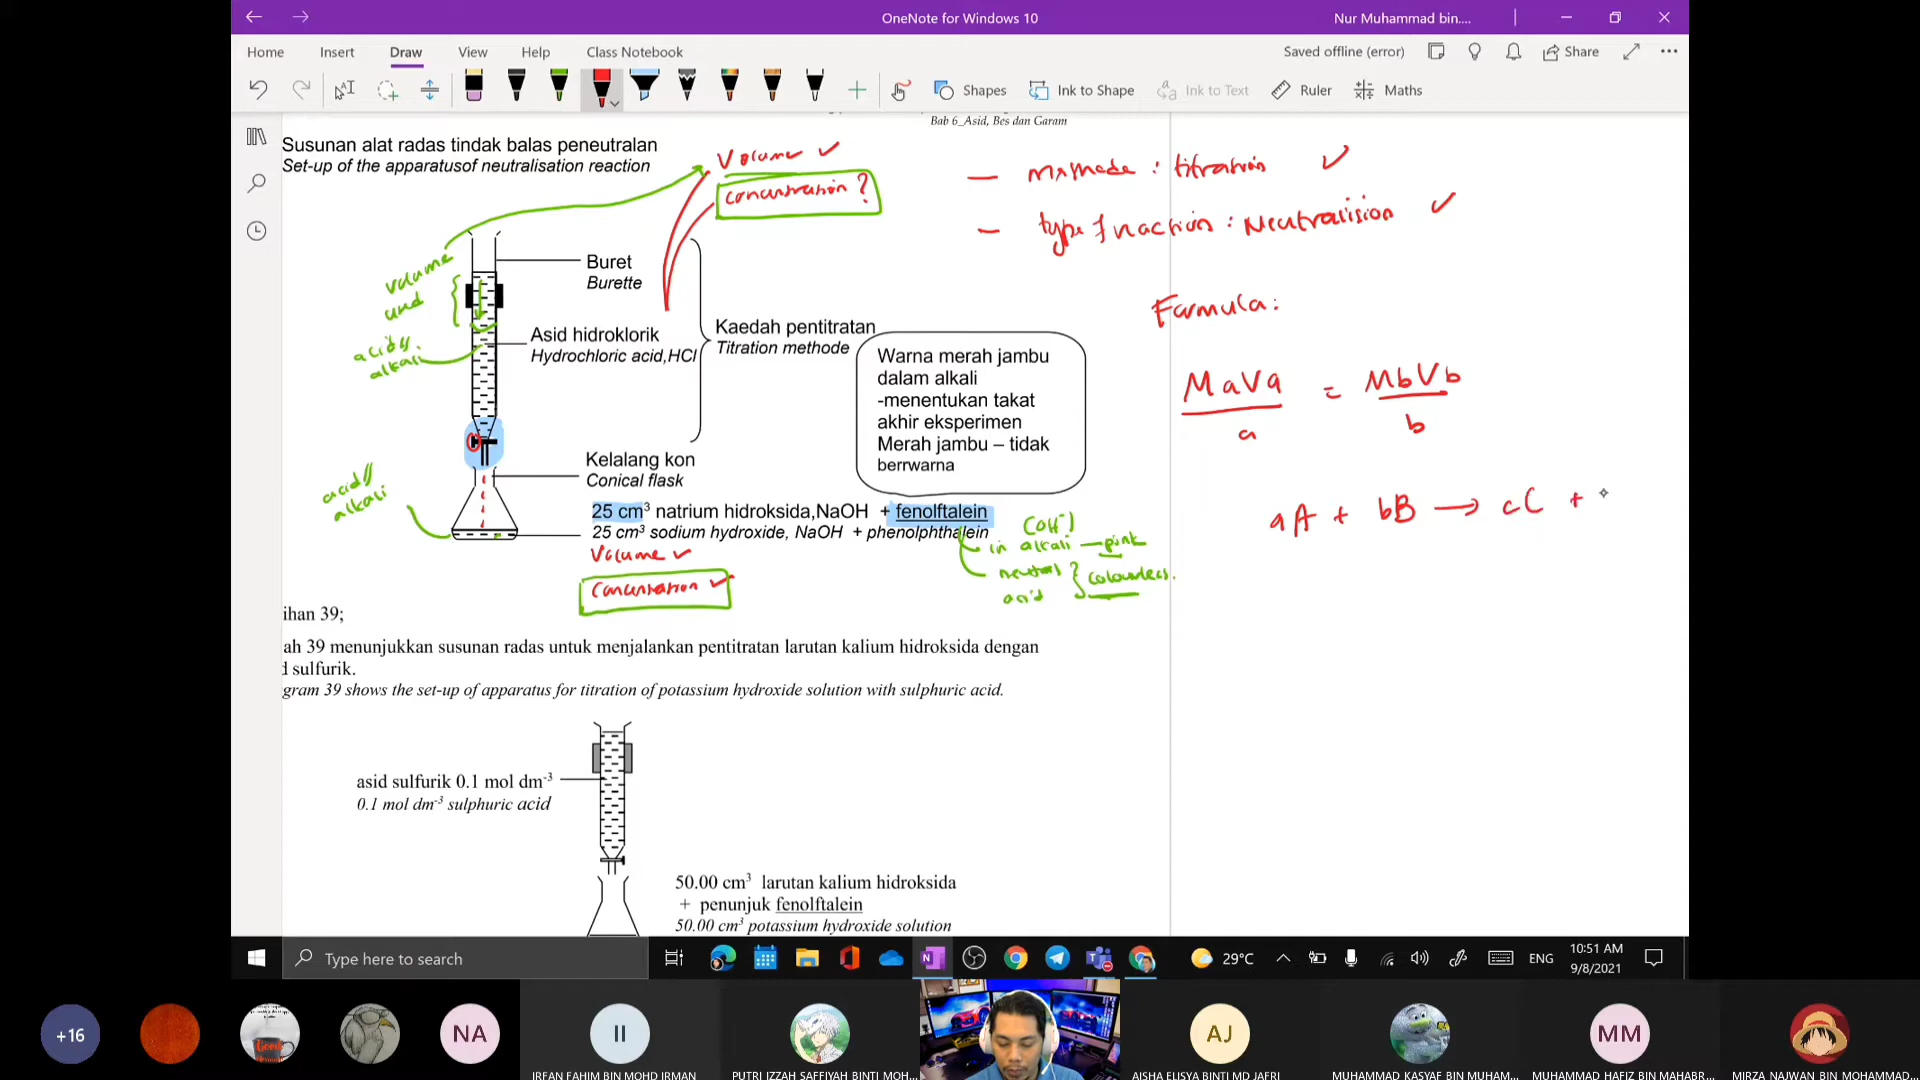 OneNote for Windows 10
Nur Muhammad bin....
Home Insert Draw View Help Class Notebook
Saved offline (error) Share
Shapes Ink to Shape Ink to Text Ruler Maths
Bab 6_Asid, Bes dan Garam
Susunan alat radas tindak balas peneutralan
Set-up of the apparatusof neutralisation reaction
Volume ✓
Concentration ?
: titration ✓
type of reaction : Neutralision ✓
Buret
Burette
volume
used
Formula:
Asid hidroklorik
Hydrochloric acid,HCl
Kaedah pentitratan
Titration methode
acid//
alkali
Warna merah jambu
dalam alkali
-menentukan takat
akhir eksperimen
Merah jambu – tidak
berrwarna
MaVa = MbVb
a b
Kelalang kon
Conical flask
acid//
alkali
25 cm³ natrium hidroksida,NaOH + fenolftalein
25 cm³ sodium hydroxide, NaOH + phenolphthalein
aA + bB → cC +
(OH⁻)
in alkali — pink
neutral } colourless.
acid
Volume ✓
Concentration ✓
ihan 39;
ah 39 menunjukkan susunan radas untuk menjalankan pentitratan larutan kalium hidroksida dengan
d sulfurik.
gram 39 shows the set-up of apparatus for titration of potassium hydroxide solution with sulphuric acid.
asid sulfurik 0.1 mol dm⁻³
0.1 mol dm⁻³ sulphuric acid
50.00 cm³ larutan kalium hidroksida
+ penunjuk fenolftalein
50.00 cm³ potassium hydroxide solution
Type here to search
29°C
ENG
10:51 AM
9/8/2021
+16
NA
II
AJ
MM
IRFAN FAHIM BIN MOHD IRMAN
PUTRI IZZAH SAFFIYAH BINTI MOH...
AISHA ELISYA BINTI MD JAFRI
MUHAMMAD KASYAF BIN MUHAM...
MUHAMMAD HAFIZ BIN MAHABR...
MIRZA NAJWAN BIN MOHAMMAD...